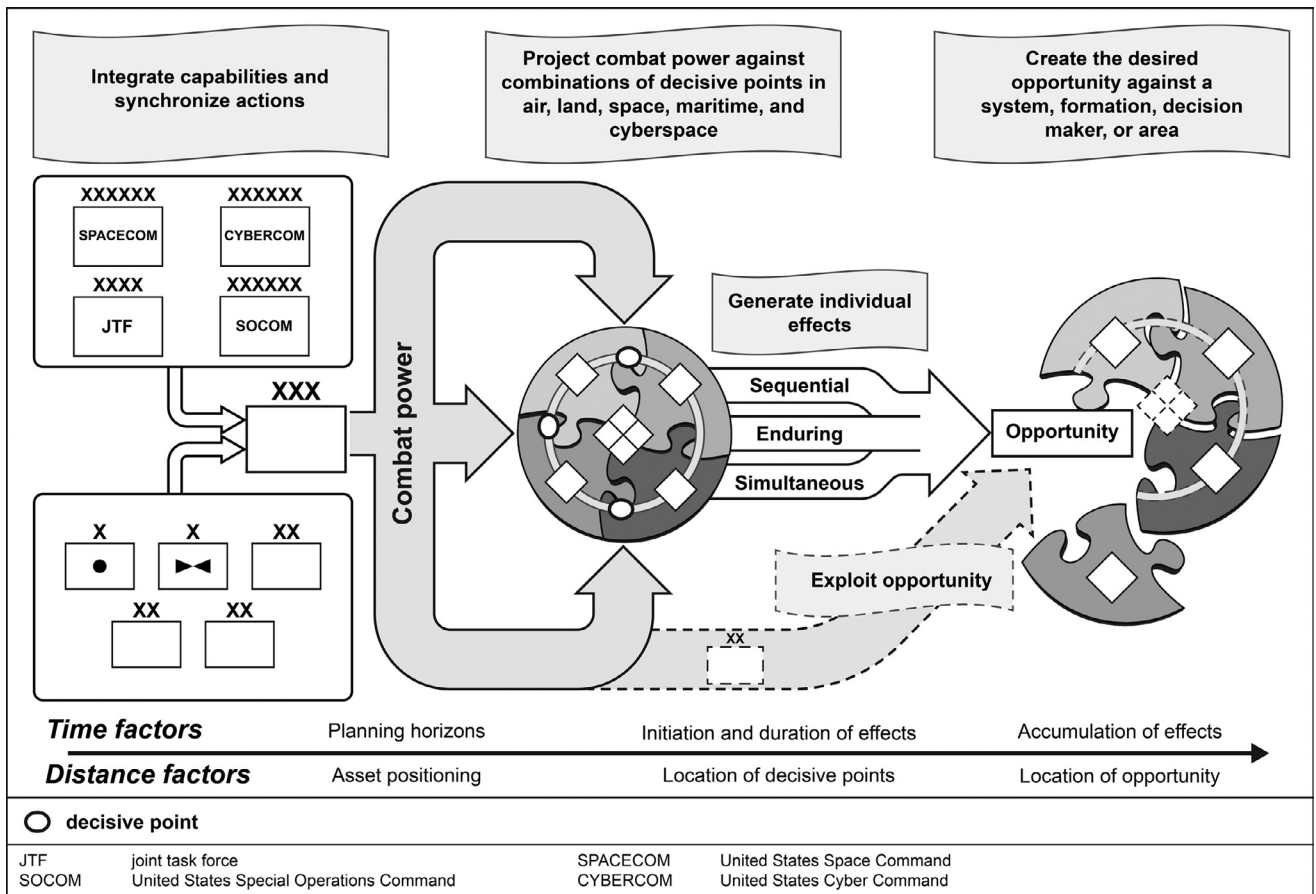 Integrate capabilities and
synchronize actions
Project combat power against
combinations of decisive points in
air, land, space, maritime, and
cyberspace
Create the desired
opportunity against a
system, formation, decision
maker, or area
XXXXXX
SPACECOM
XXXXXX
CYBERCOM
XXXX
JTF
XXXXXX
SOCOM
XXX
X
X
XX
XX
XX
Combat power
Generate individual
effects
Sequential
Enduring
Simultaneous
Opportunity
Exploit opportunity
XX
Time factors
Planning horizons
Initiation and duration of effects
Accumulation of effects
Distance factors
Asset positioning
Location of decisive points
Location of opportunity
decisive point
JTF joint task force
SOCOM United States Special Operations Command
SPACECOM United States Space Command
CYBERCOM United States Cyber Command